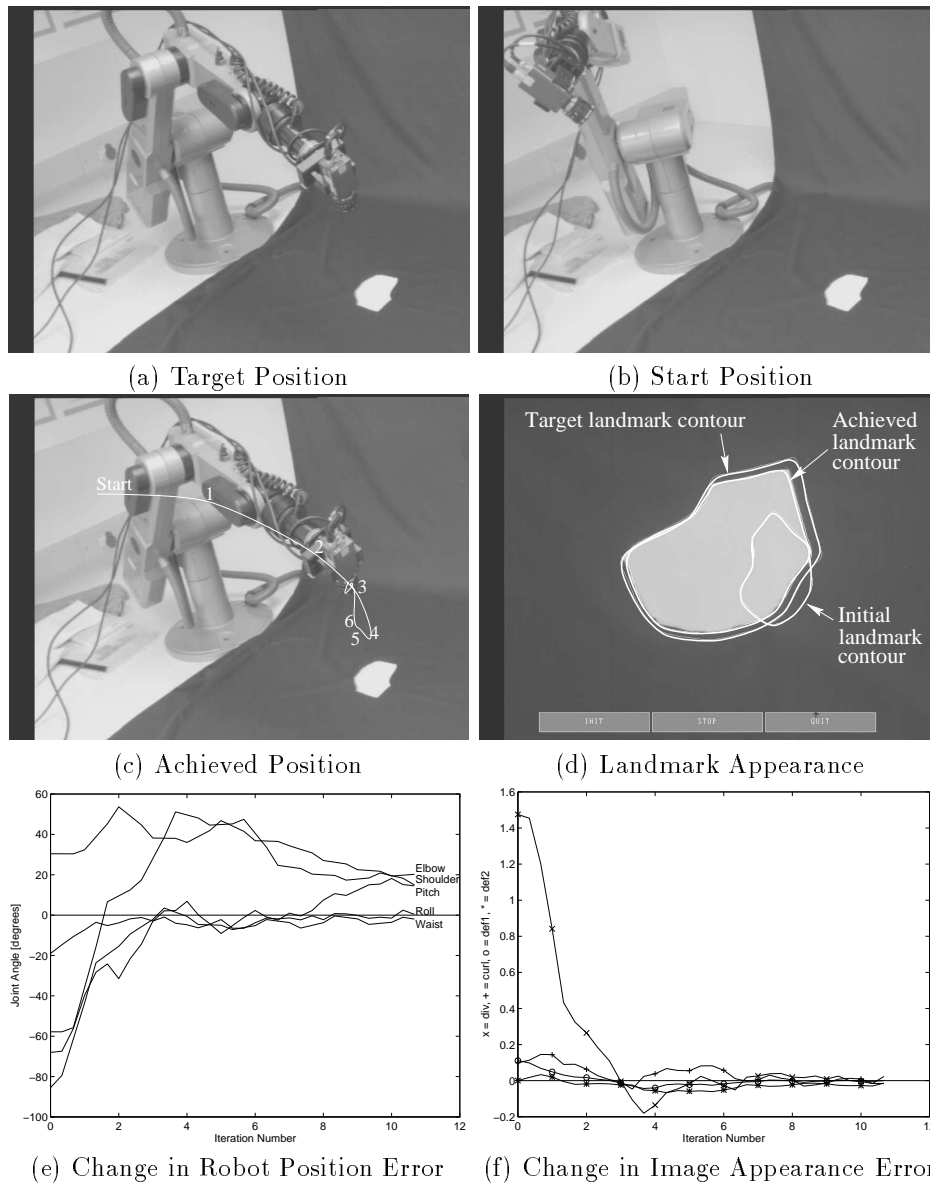 (a) Target Position
(b) Start Position
Start
1
2
3
6
4
5
Target landmark contour
Achieved
landmark
contour
Initial
landmark
contour
INIT
STOP
QUIT
(c) Achieved Position
(d) Landmark Appearance
60
40
20
0
−20
−40
−60
−80
−100
Joint Angle [degrees]
Elbow
Shoulder
Pitch
Roll
Waist
0
2
4
6
8
10
12
Iteration Number
1.6
1.4
1.2
1
0.8
0.6
0.4
0.2
0
−0.2
x = div, + = curl, o = def1, * = def2
0
2
4
6
8
10
12
Iteration Number
(e) Change in Robot Position Error
(f) Change in Image Appearance Error